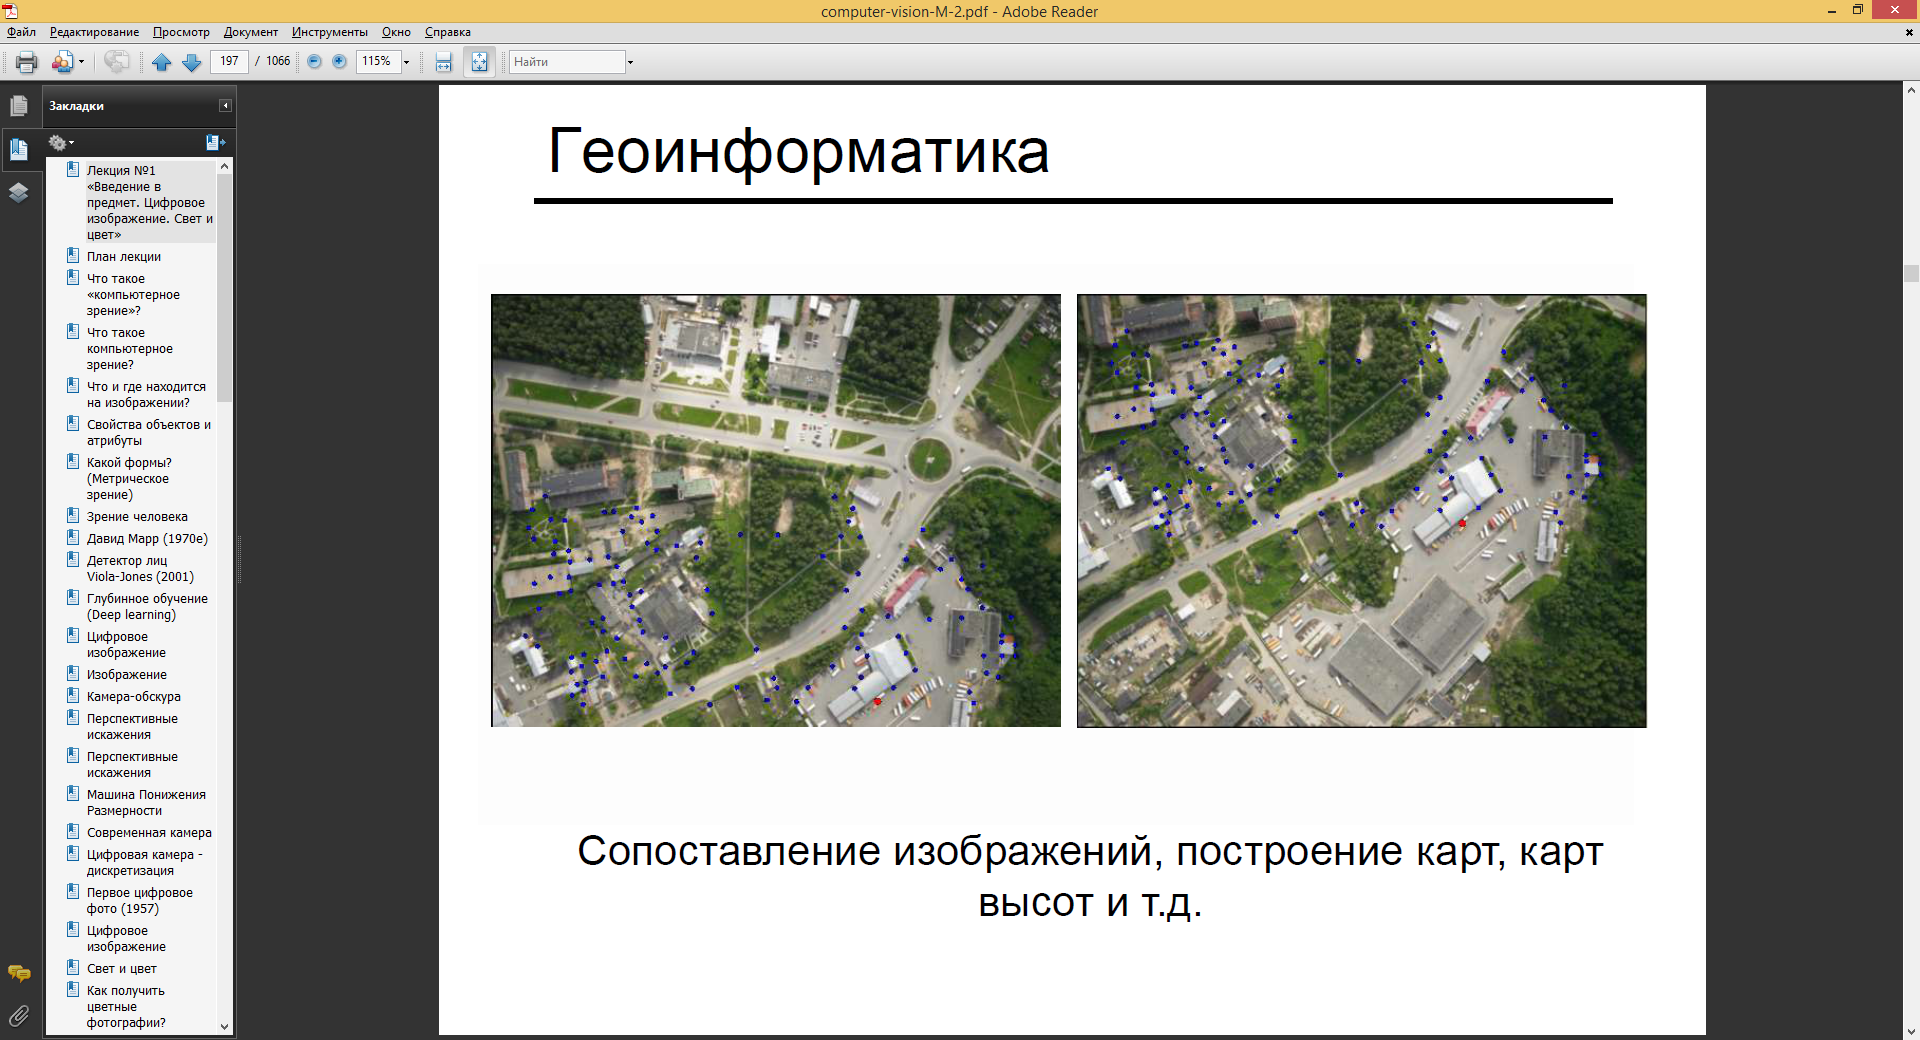 computer-vision-M-2.pdf - Adobe Reader
Файл Редактирование Просмотр Документ Инструменты Окно Справка
197 / 1066 115% Найти
Закладки
Лекция №1
«Введение в
предмет. Цифровое
изображение. Свет и
цвет»
План лекции
Что такое
«компьютерное
зрение»?
Что такое
компьютерное
зрение?
Что и где находится
на изображении?
Свойства объектов и
атрибуты
Какой формы?
(Метрическое
зрение)
Зрение человека
Давид Марр (1970е)
Детектор лиц
Viola-Jones (2001)
Глубинное обучение
(Deep learning)
Цифровое
изображение
Изображение
Камера-обскура
Перспективные
искажения
Перспективные
искажения
Машина Понижения
Размерности
Современная камера
Цифровая камера -
дискретизация
Первое цифровое
фото (1957)
Цифровое
изображение
Свет и цвет
Как получить
цветные
фотографии?
Геоинформатика
Сопоставление изображений, построение карт, карт
высот и т.д.